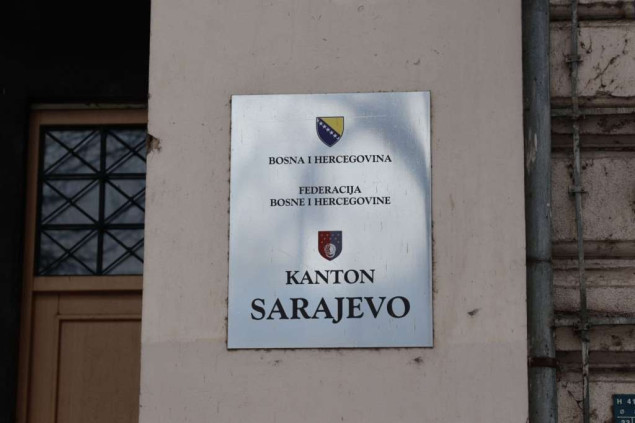 BOSNA I HERCEGOVINA
FEDERACIJA
BOSNE I HERCEGOVINE
KANTON
SARAJEVO